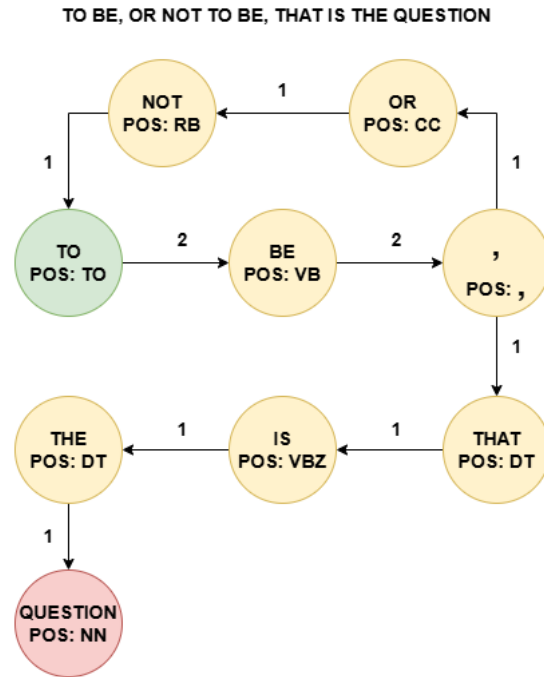 TO BE, OR NOT TO BE, THAT IS THE QUESTION
1
NOT
POS: RB
OR
POS: CC
1
1
TO
POS: TO
2
BE
POS: VB
2
,
POS: ,
1
THE
POS: DT
1
IS
POS: VBZ
1
THAT
POS: DT
1
QUESTION
POS: NN